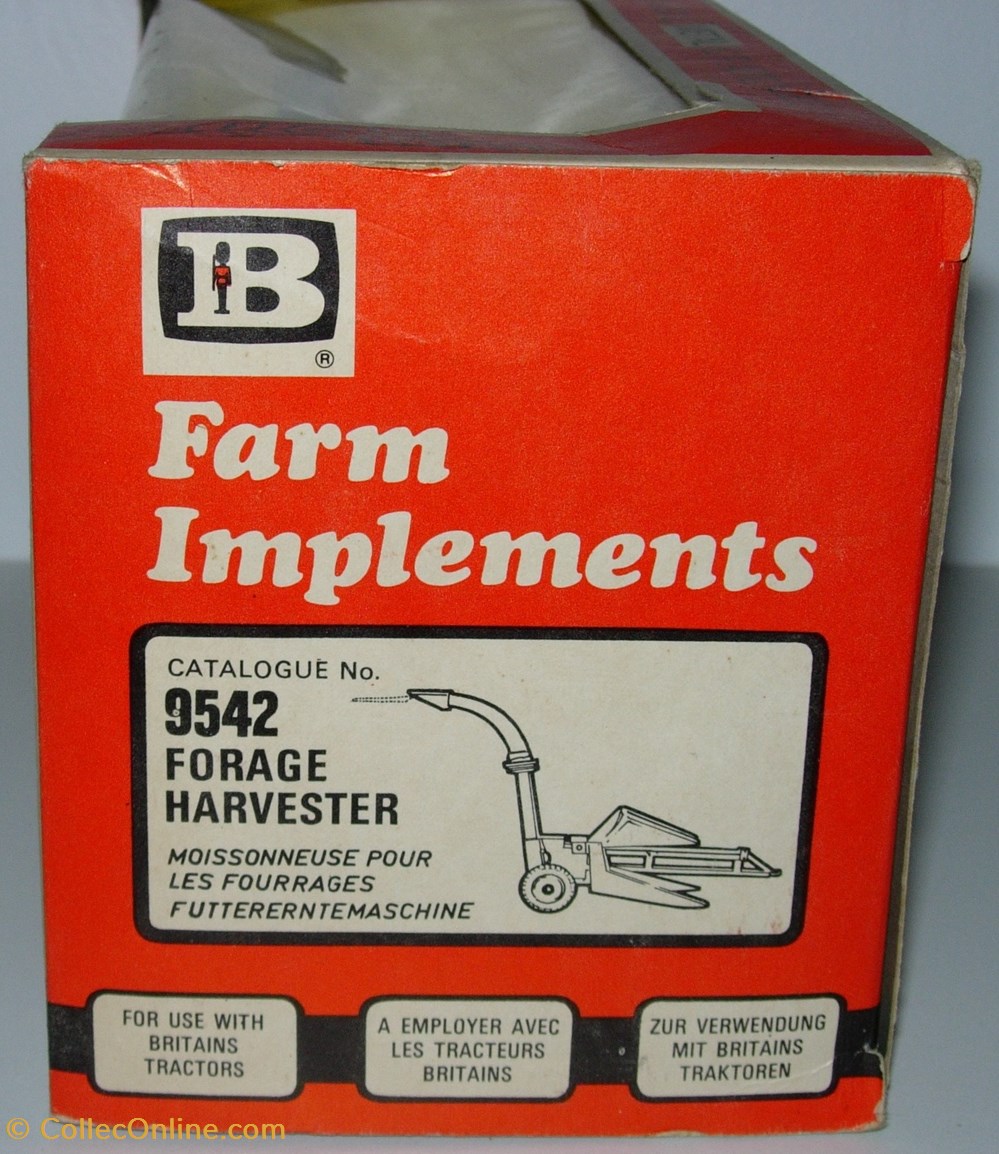 B
®
Farm
Implements
CATALOGUE No.
9542
FORAGE
HARVESTER
MOISSONNEUSE POUR
LES FOURRAGES
FUTTERERNTEMASCHINE
FOR USE WITH
BRITAINS
TRACTORS
A EMPLOYER AVEC
LES TRACTEURS
BRITAINS
ZUR VERWENDUNG
MIT BRITAINS
TRAKTOREN
© CollecOnline.com